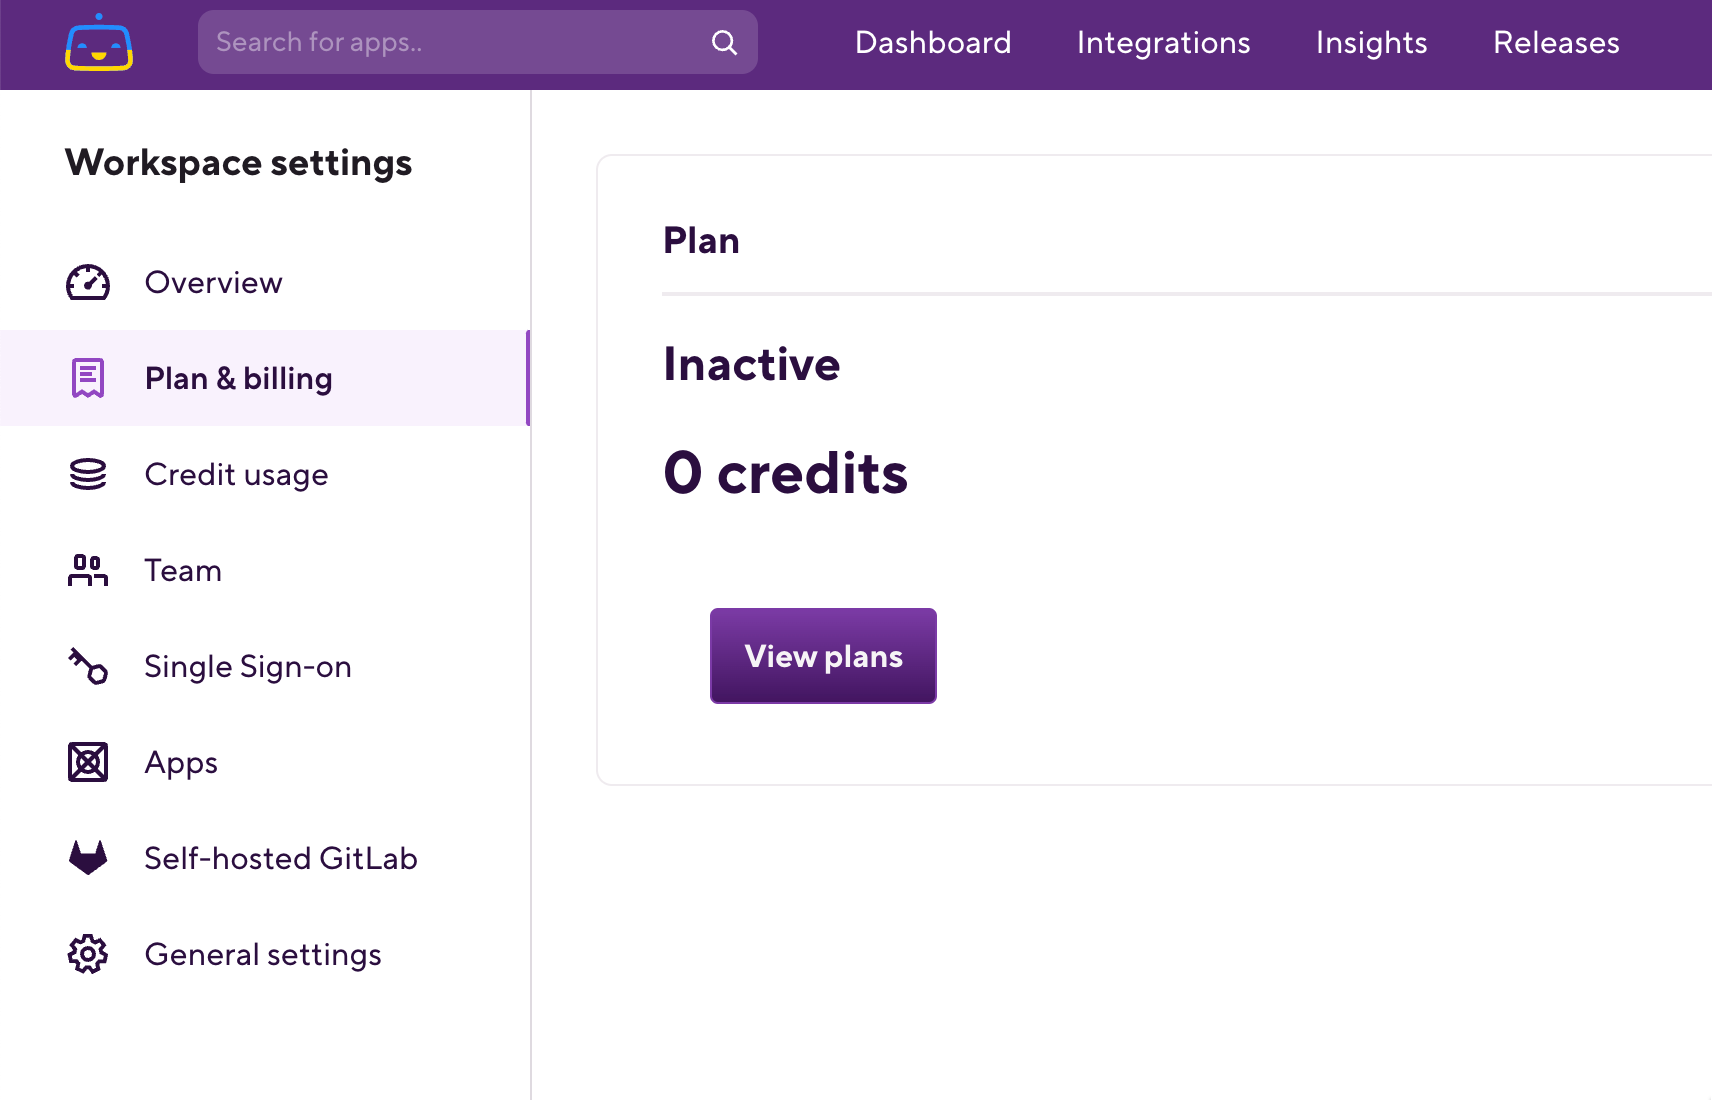 Search for apps..
Dashboard
Integrations
Insights
Releases
Workspace settings
Overview
Plan & billing
Credit usage
Team
Single Sign-on
Apps
Self-hosted GitLab
General settings
Plan
Inactive
0 credits
View plans